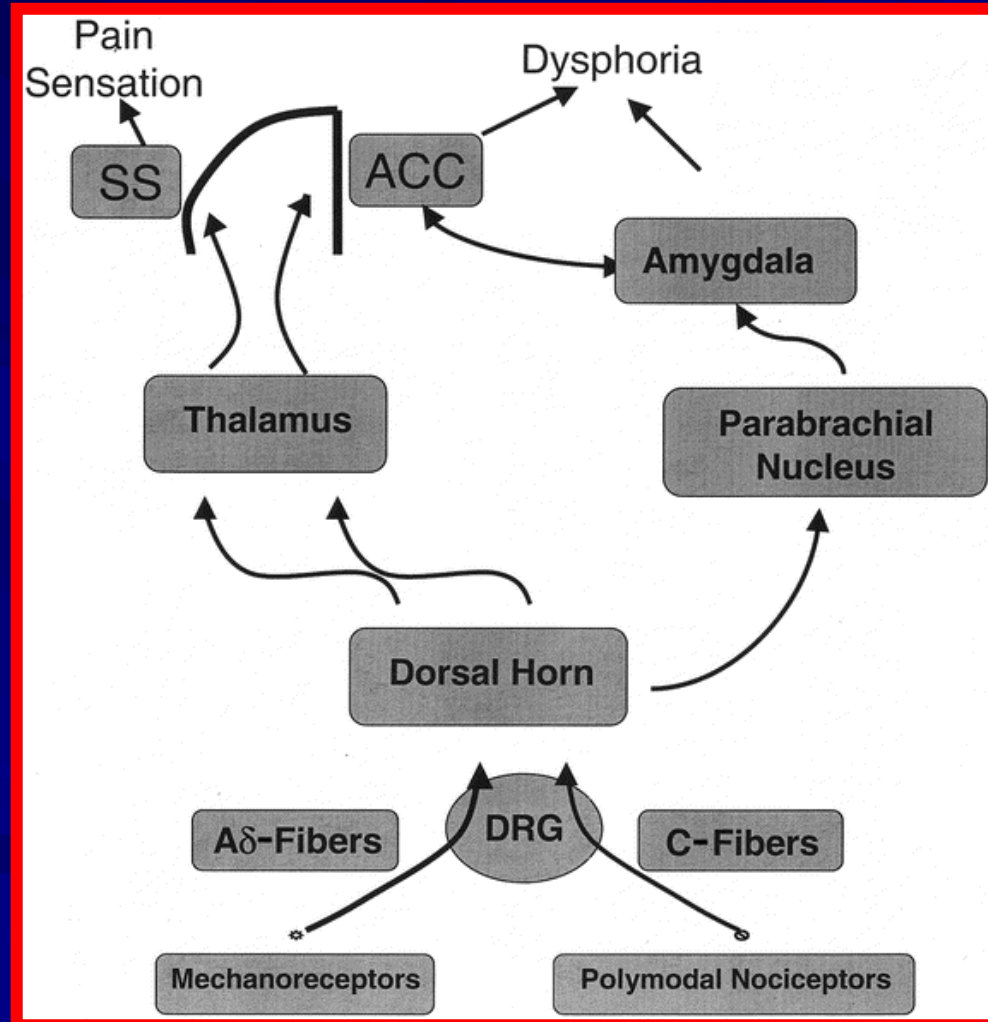 Pain
Sensation
Dysphoria
SS
ACC
Amygdala
Thalamus
Parabrachial
Nucleus
Dorsal Horn
Aδ-Fibers
DRG
C-Fibers
Mechanoreceptors
Polymodal Nociceptors